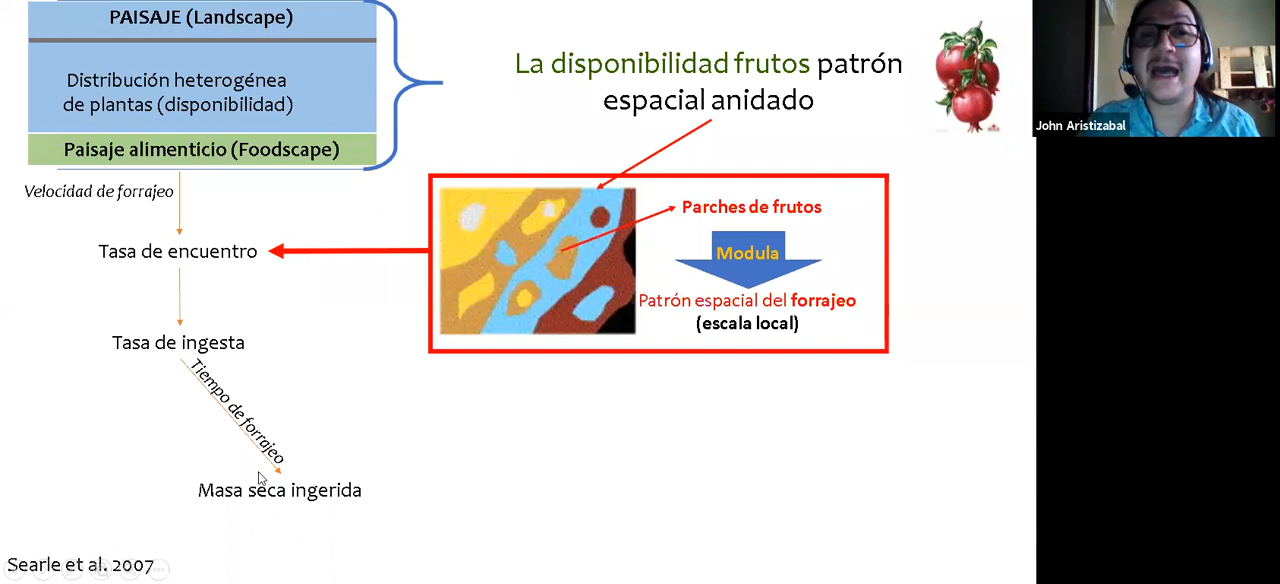 PAISAJE (Landscape)
Distribución heterogénea
de plantas (disponibilidad)
Paisaje alimenticio (Foodscape)
Velocidad de forrajeo
Tasa de encuentro
Tasa de ingesta
Tiempo de forrajeo
Masa seca ingerida
Searle et al. 2007
La disponibilidad frutos patrón
espacial anidado
Parches de frutos
Modula
Patrón espacial del forrajeo
(escala local)
John Aristizabal